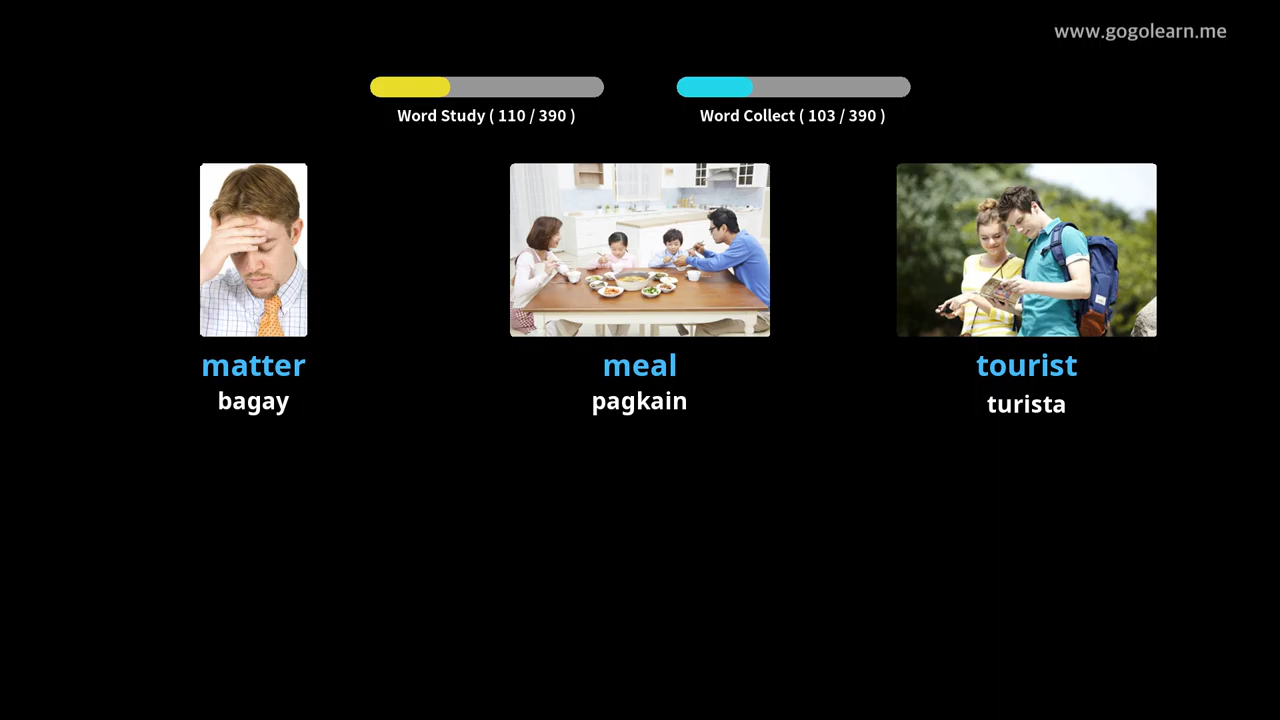 www.gogolearn.me
Word Study ( 110 / 390 )
Word Collect ( 103 / 390 )
matter
bagay
meal
pagkain
tourist
turista